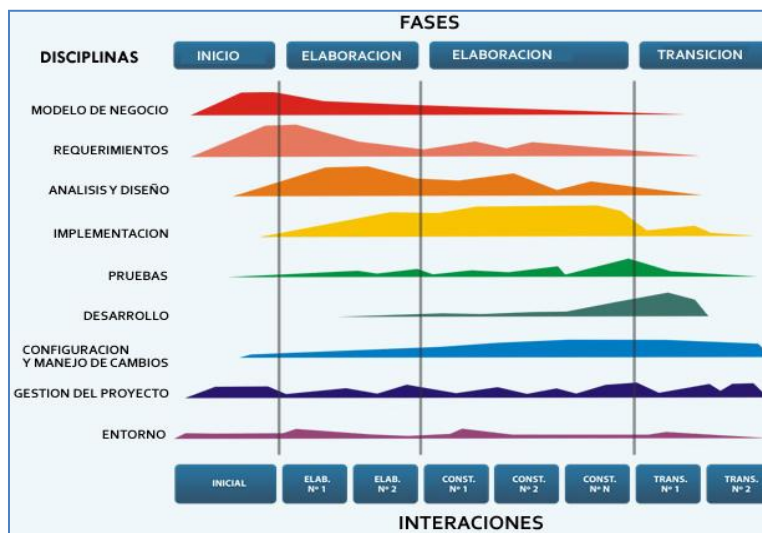 FASES
DISCIPLINAS
INICIO
ELABORACION
ELABORACION
TRANSICION
MODELO DE NEGOCIO
REQUERIMIENTOS
ANALISIS Y DISEÑO
IMPLEMENTACION
PRUEBAS
DESARROLLO
CONFIGURACION
Y MANEJO DE CAMBIOS
GESTION DEL PROYECTO
ENTORNO
INICIAL
ELAB.
Nº 1
ELAB.
Nº 2
CONST.
Nº 1
CONST.
Nº 2
CONST.
Nº N
TRANS.
Nº 1
TRANS.
Nº 2
INTERACIONES